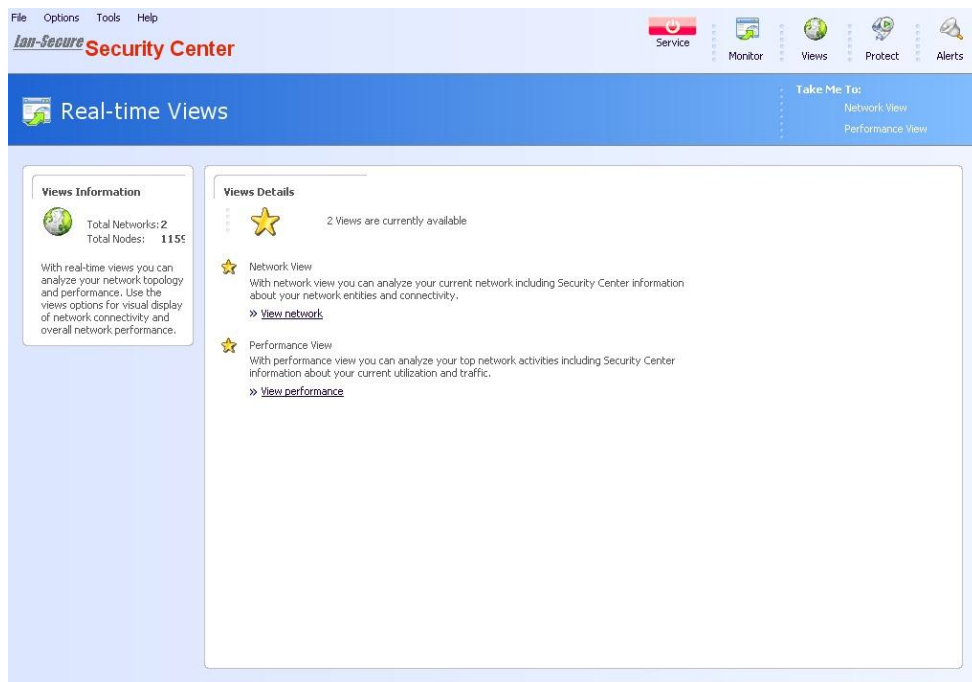 File Options Tools Help
Lan-Secure Security Center
Service
Monitor
Views
Protect
Alerts
Real-time Views
Take Me To:
Network View
Performance View
Views Information
Total Networks: 2
Total Nodes:
With real-time views you can
analyze your network topology
and performance. Use the
views options for visual display
of network connectivity and
overall network performance.
Views Details
2 Views are currently available
Network View
With network view you can analyze your current network including Security Center information
about your network entities and connectivity.
» View network
Performance View
With performance view you can analyze your top network activities including Security Center
information about your current utilization and traffic.
» View performance